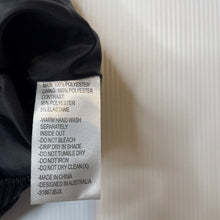 MAIN: 100% POLYESTER
LINING: 100% POLYESTER
CONTRAST:
95% POLYESTER
5% ELASTANE
-WARM HAND WASH
SEPARATELY
INSIDE OUT
-DO NOT BLEACH
-DRIP DRY IN SHADE
-DO NOT TUMBLE DRY
-DO NOT IRON
-DO NOT DRY CLEAN (X)
-MADE IN CHINA
-DESIGNED IN AUSTRALIA